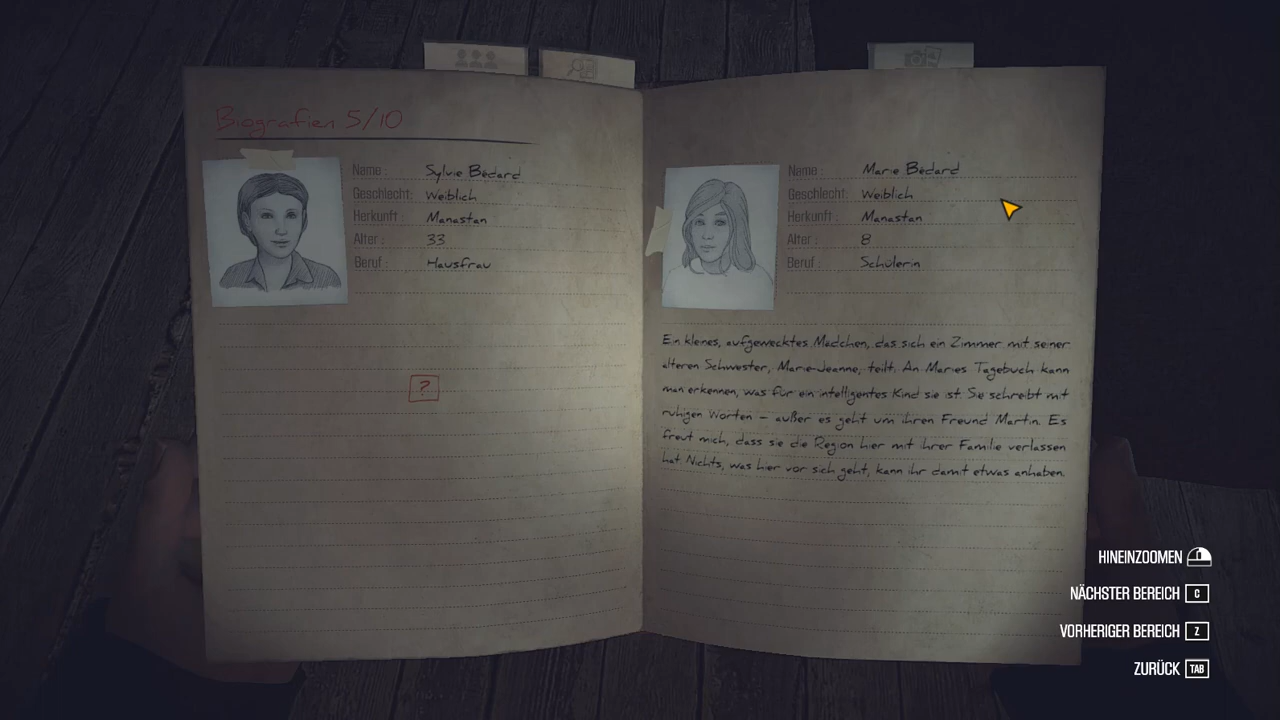 Biografien 5/10
Name : Sylvie Bédard
Geschlecht: Weiblich
Herkunft : Manastan
Alter : 33
Beruf : Hausfrau
?
Name : Marie Bédard
Geschlecht: Weiblich
Herkunft : Manastan
Alter : 8
Beruf : Schülerin
Ein kleines, aufgewecktes Mädchen, das sich ein Zimmer mit seiner
älteren Schwester, Marie-Jeanne, teilt. An Maries Tagebuch kann
man erkennen, was für ein intelligentes Kind sie ist. Sie schreibt mit
ruhigen Worten – außer es geht um ihren Freund Martin. Es
freut mich, dass sie die Region hier mit ihrer Familie verlassen
hat. Nichts, was hier vor sich geht, kann ihr damit etwas anhaben.
HINEINZOOMEN
NÄCHSTER BEREICH C
VORHERIGER BEREICH Z
ZURÜCK TAB